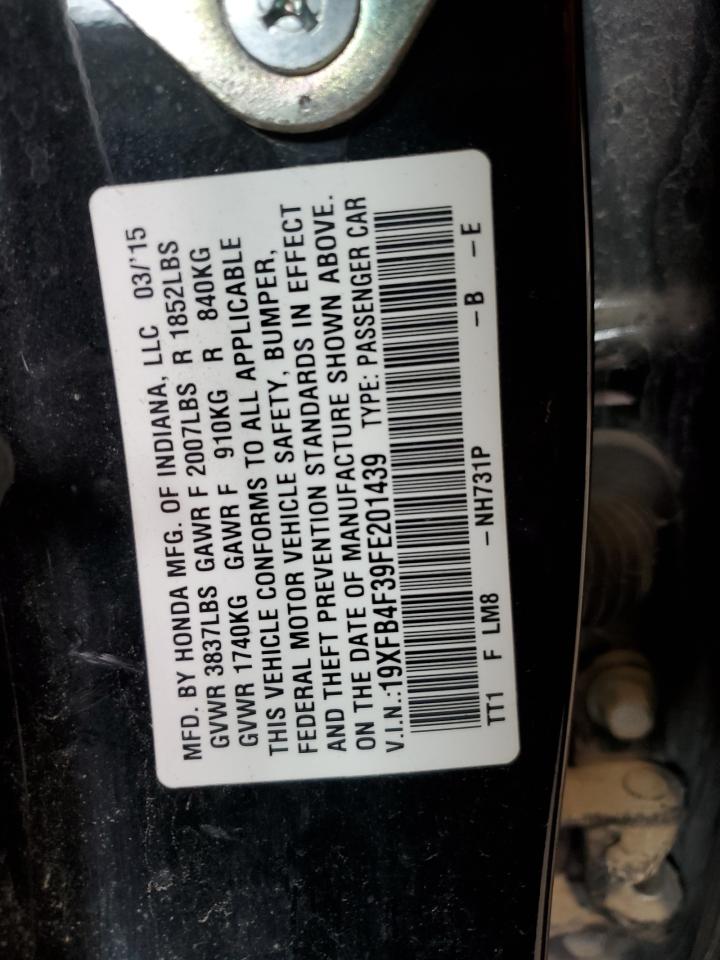 MFD. BY HONDA MFG. OF INDIANA, LLC 03/'15
GVWR 3837LBS GAWR F 2007LBS R 1852LBS
GVWR 1740KG GAWR F 910KG R 840KG
THIS VEHICLE CONFORMS TO ALL APPLICABLE
FEDERAL MOTOR VEHICLE SAFETY, BUMPER,
AND THEFT PREVENTION STANDARDS IN EFFECT
ON THE DATE OF MANUFACTURE SHOWN ABOVE.
V.I.N.:19XFB4F39FE201439 TYPE: PASSENGER CAR
TT1 F LM8 -NH731P -B -E